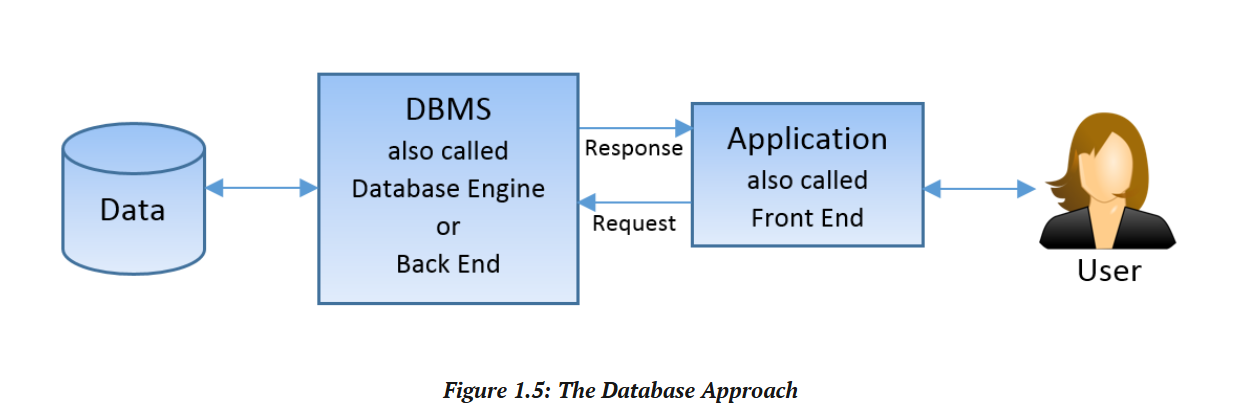 Data
DBMS
also called
Database Engine
or
Back End
Response
Request
Application
also called
Front End
User
Figure 1.5: The Database Approach